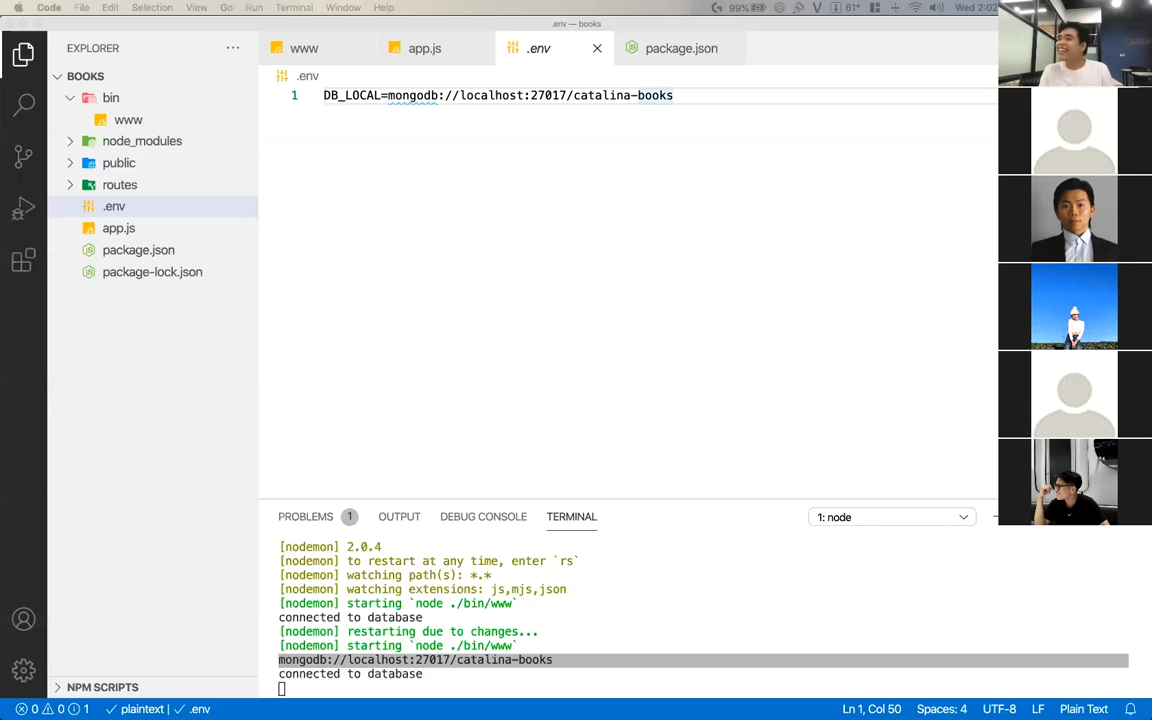 Code File Edit Selection View Go Run Terminal Window Help
99% 61° Wed 2:02
.env — books
EXPLORER
www app.js .env package.json
BOOKS
bin
www
node_modules
public
routes
.env
app.js
package.json
package-lock.json
.env
1 DB_LOCAL=mongodb://localhost:27017/catalina-books
PROBLEMS 1 OUTPUT DEBUG CONSOLE TERMINAL 1: node
[nodemon] 2.0.4
[nodemon] to restart at any time, enter `rs`
[nodemon] watching path(s): *.*
[nodemon] watching extensions: js,mjs,json
[nodemon] starting `node ./bin/www`
connected to database
[nodemon] restarting due to changes...
[nodemon] starting `node ./bin/www`
mongodb://localhost:27017/catalina-books
connected to database
NPM SCRIPTS
0 0 1 plaintext | .env Ln 1, Col 50 Spaces: 4 UTF-8 LF Plain Text